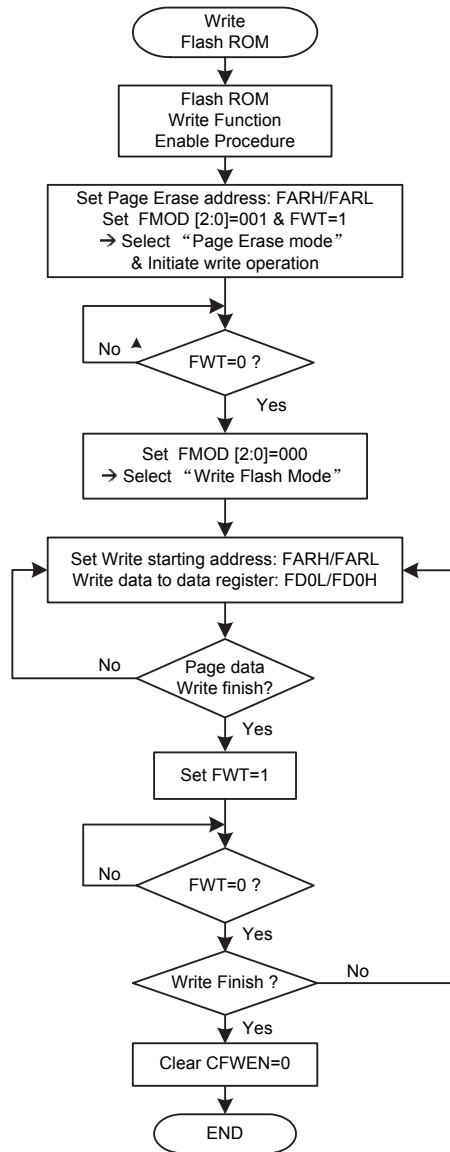 Write
Flash ROM
Flash ROM
Write Function
Enable Procedure
Set Page Erase address: FARH/FARL
Set FMOD [2:0]=001 & FWT=1
→ Select “Page Erase mode”
& Initiate write operation
No
FWT=0 ?
Yes
Set FMOD [2:0]=000
→ Select “Write Flash Mode”
Set Write starting address: FARH/FARL
Write data to data register: FD0L/FD0H
No
Page data
Write finish?
Yes
Set FWT=1
No
FWT=0 ?
Yes
Write Finish ?
No
Yes
Clear CFWEN=0
END